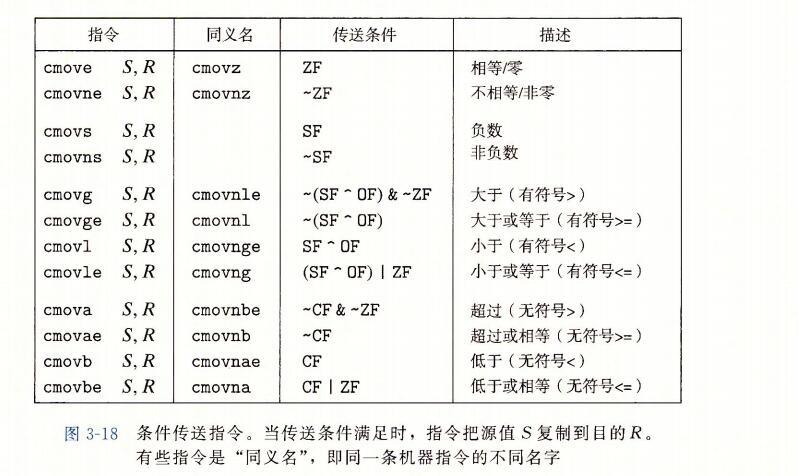 指令 同义名 传送条件 描述
cmove S, R cmovz ZF 相等/零
cmovne S, R cmovnz ~ZF 不相等/非零
cmovs S, R SF 负数
cmovns S, R ~SF 非负数
cmovg S, R cmovnle ~(SF ^ OF) & ~ZF 大于（有符号>）
cmovge S, R cmovnl ~(SF ^ OF) 大于或等于（有符号>=）
cmovl S, R cmovnge SF ^ OF 小于（有符号<）
cmovle S, R cmovng (SF ^ OF) | ZF 小于或等于（有符号<=）
cmova S, R cmovnbe ~CF & ~ZF 超过（无符号>）
cmovae S, R cmovnb ~CF 超过或相等（无符号>=）
cmovb S, R cmovnae CF 低于（无符号<）
cmovbe S, R cmovna CF | ZF 低于或相等（无符号<=）
图 3-18 条件传送指令。当传送条件满足时，指令把源值 S 复制到目的 R。
有些指令是“同义名”，即同一条机器指令的不同名字